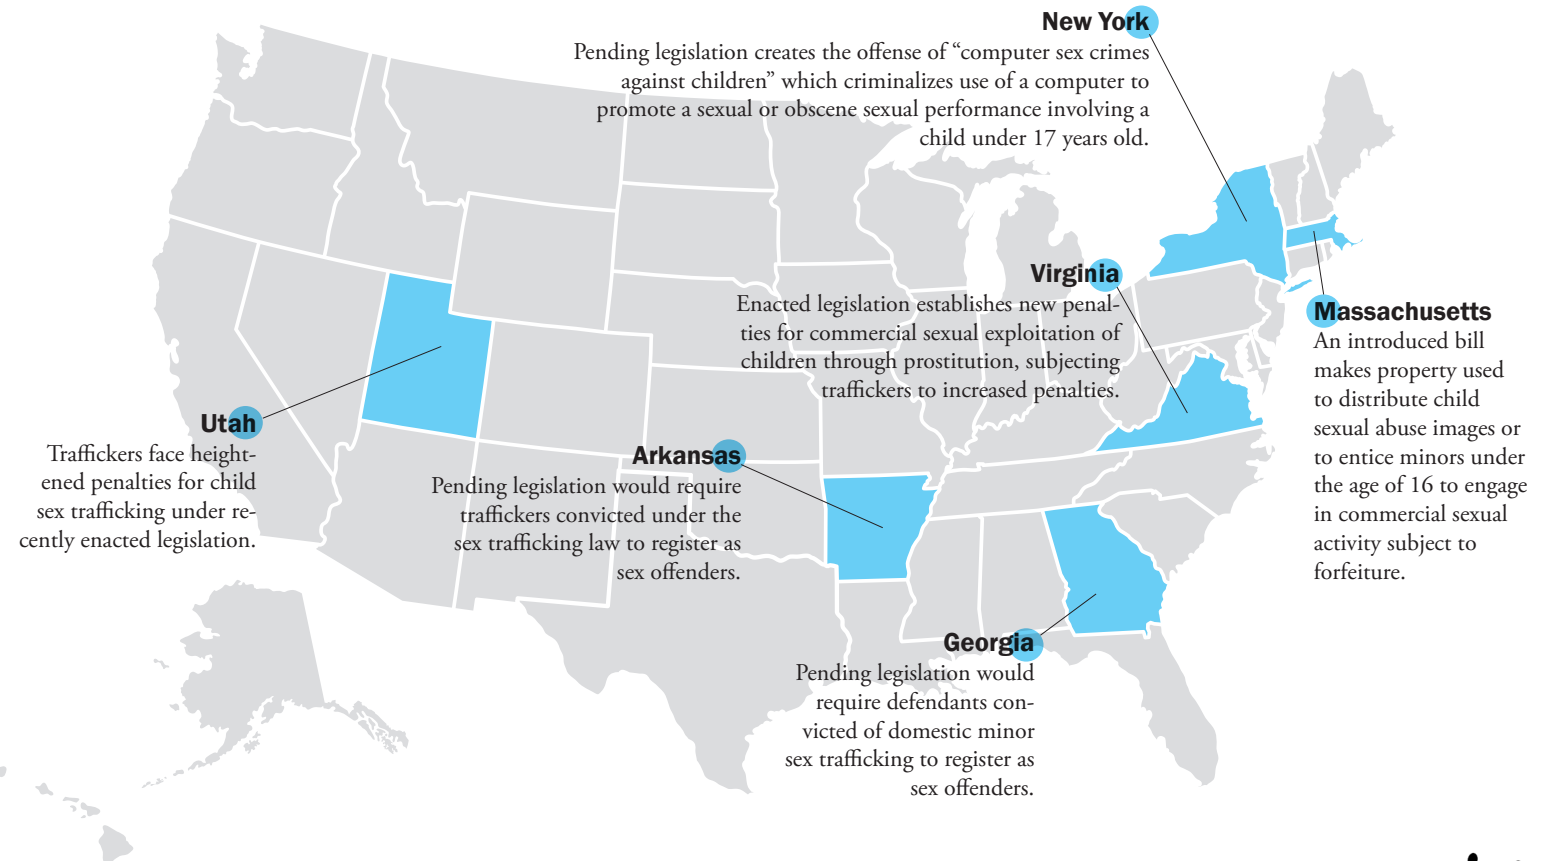 New York
Pending legislation creates the offense of “computer sex crimes
against children” which criminalizes use of a computer to
promote a sexual or obscene sexual performance involving a
child under 17 years old.
Virginia
Enacted legislation establishes new penal-
ties for commercial sexual exploitation of
children through prostitution, subjecting
traffickers to increased penalties.
Massachusetts
An introduced bill
makes property used
to distribute child
sexual abuse images or
to entice minors under
the age of 16 to engage
in commercial sexual
activity subject to
forfeiture.
Utah
Traffickers face height-
ened penalties for child
sex trafficking under re-
cently enacted legislation.
Arkansas
Pending legislation would require
traffickers convicted under the
sex trafficking law to register as
sex offenders.
Georgia
Pending legislation would
require defendants con-
victed of domestic minor
sex trafficking to register as
sex offenders.